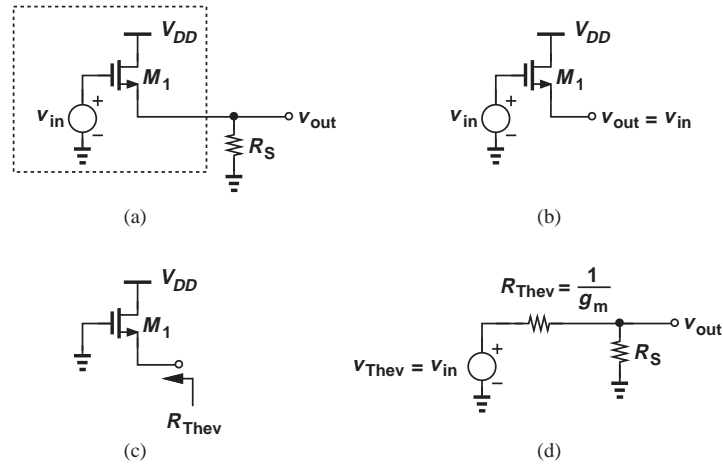 V_DD
M_1
v_in
+
−
v_out
R_S
(a)
V_DD
M_1
v_in
+
−
v_out = v_in
(b)
V_DD
M_1
R_Thev
(c)
R_Thev = 1/g_m
v_Thev = v_in
+
−
v_out
R_S
(d)